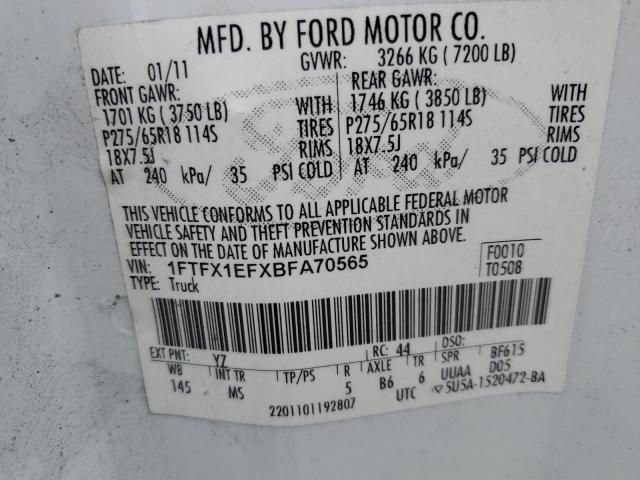 MFD. BY FORD MOTOR CO.
DATE: 01/11 GVWR: 3266 KG ( 7200 LB)
FRONT GAWR: REAR GAWR:
1701 KG ( 3750 LB) WITH 1746 KG ( 3850 LB) WITH
P275/65R18 114S TIRES P275/65R18 114S TIRES
18X7.5J RIMS 18X7.5J RIMS
AT 240 kPa/ 35 PSI COLD AT 240 kPa/ 35 PSI COLD
THIS VEHICLE CONFORMS TO ALL APPLICABLE FEDERAL MOTOR
VEHICLE SAFETY AND THEFT PREVENTION STANDARDS IN
EFFECT ON THE DATE OF MANUFACTURE SHOWN ABOVE.
VIN: 1FTFX1EFXBFA70565 F0010
TYPE: Truck T0508
EXT PNT: YZ RC: 44 DSO:
WB INT TR TP/PS R AXLE TR SPR BF615
145 MS 5 B6 6 UUAA D05
2201101192807 UTC ▽5U5A-1520472-BA